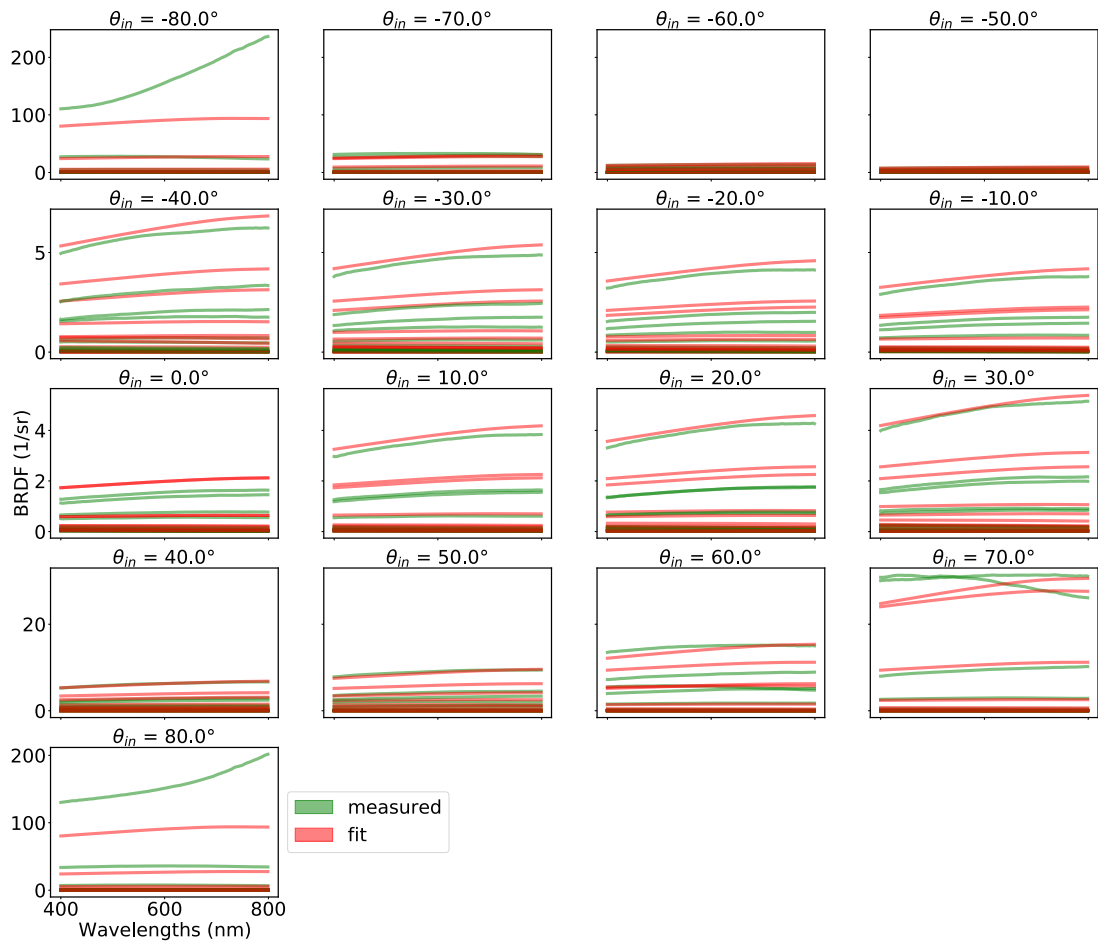 θin = -80.0° θin = -70.0° θin = -60.0° θin = -50.0°
200
100
0
θin = -40.0° θin = -30.0° θin = -20.0° θin = -10.0°
5
0
θin = 0.0° θin = 10.0° θin = 20.0° θin = 30.0°
BRDF (1/sr)
4
2
0
θin = 40.0° θin = 50.0 θin = 60.0° θin = 70.0°
20
0
θin = 80.0°
200
100
0
measured
fit
400 600 800
Wavelengths (nm)